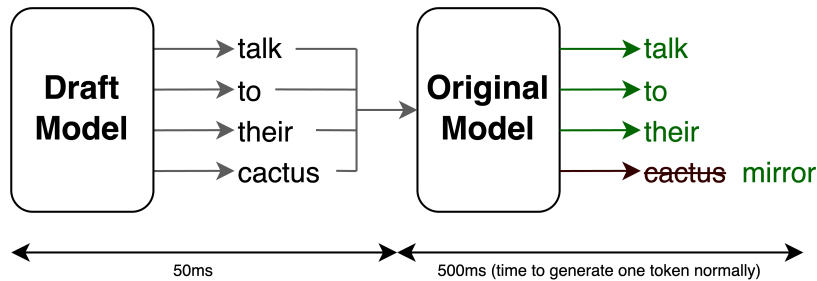 Draft
Model
talk
to
their
cactus
Original
Model
talk
to
their
cactus mirror
50ms
500ms (time to generate one token normally)